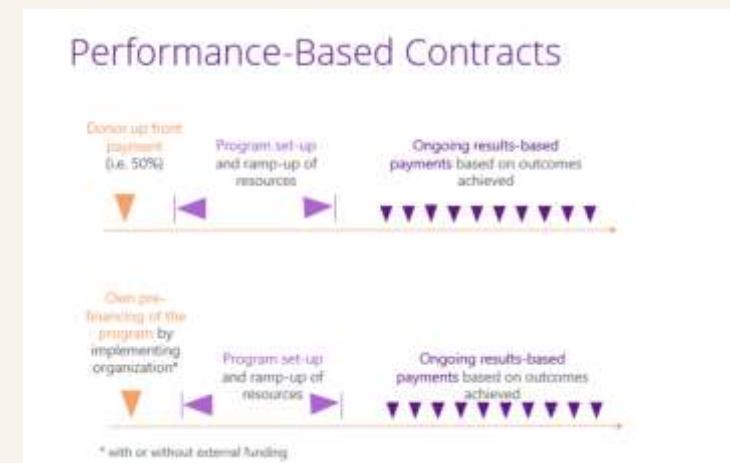 Performance-Based Contracts
Donor up front
payment
(i.e. 50%)
Program set-up
and ramp-up of
resources
Ongoing results-based
payments based on outcomes
achieved
Own pre-
financing of the
program by
implementing
organization*
Program set-up
and ramp-up of
resources
Ongoing results-based
payments based on outcomes
achieved
* with or without external funding